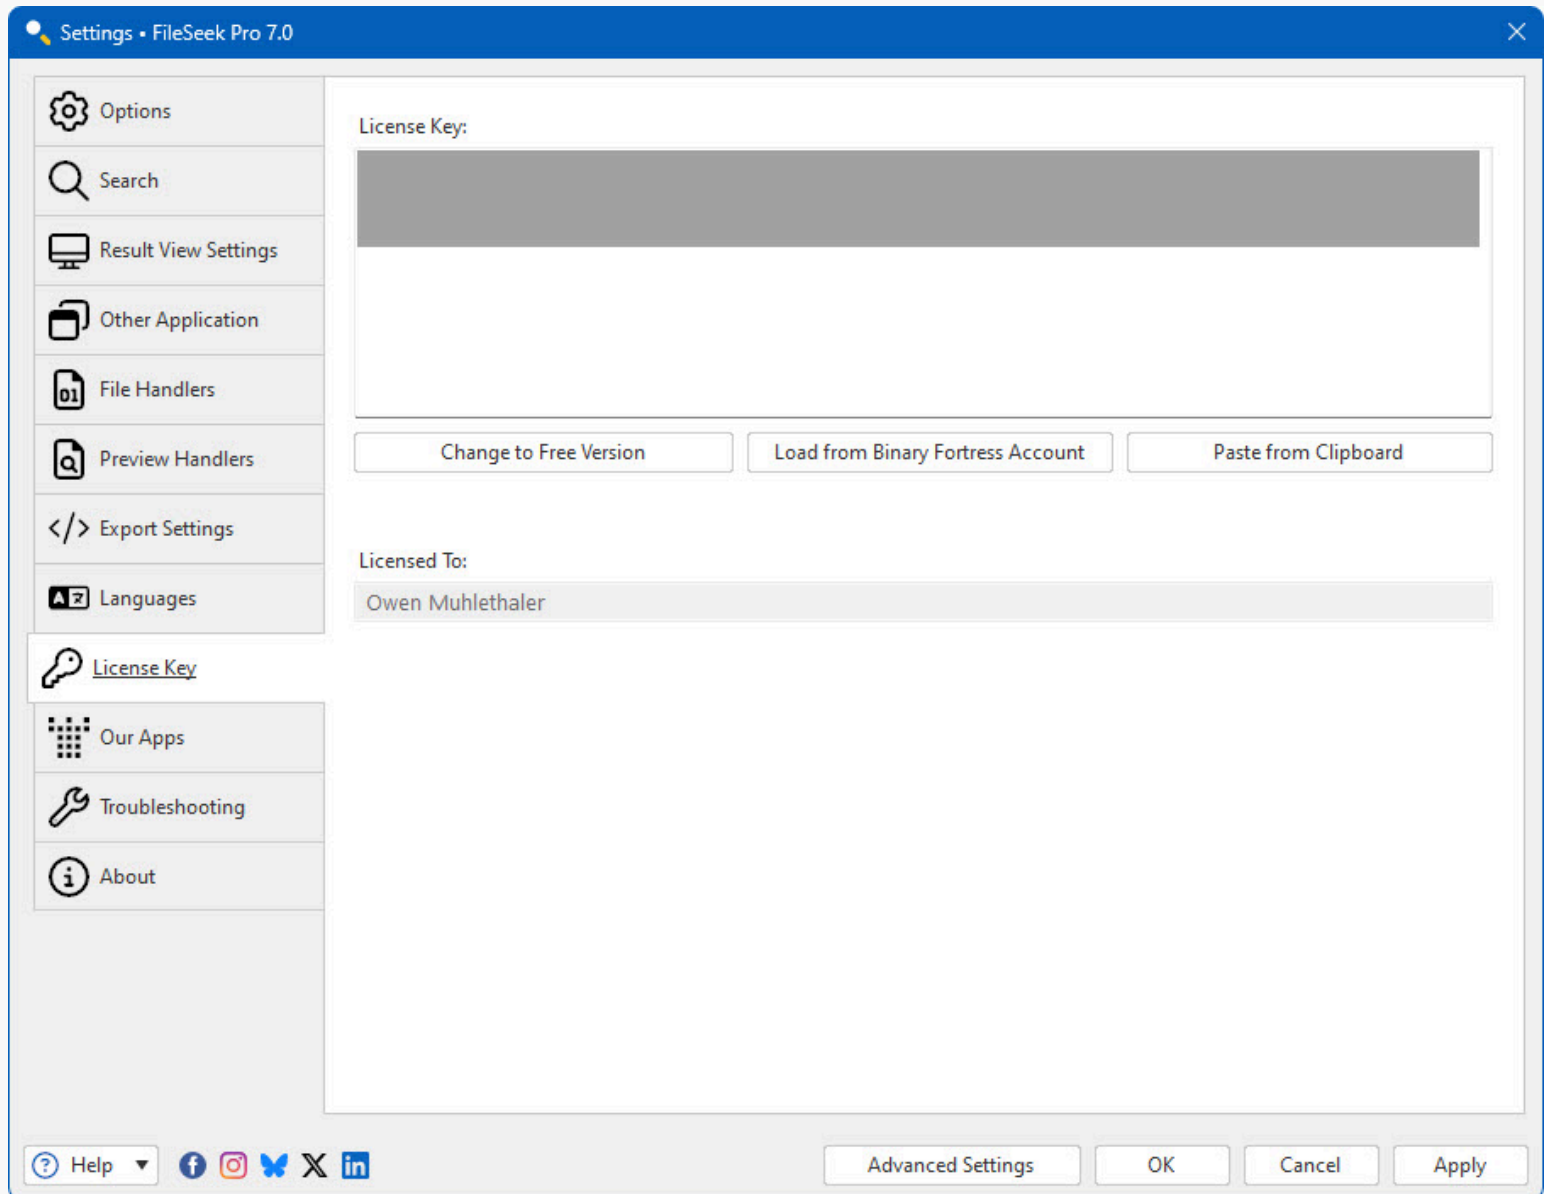 Settings • FileSeek Pro 7.0
Options
Search
Result View Settings
Other Application
File Handlers
Preview Handlers
Export Settings
Languages
License Key
Our Apps
Troubleshooting
About
License Key:
Change to Free Version
Load from Binary Fortress Account
Paste from Clipboard
Licensed To:
Owen Muhlethaler
Help
Advanced Settings
OK
Cancel
Apply